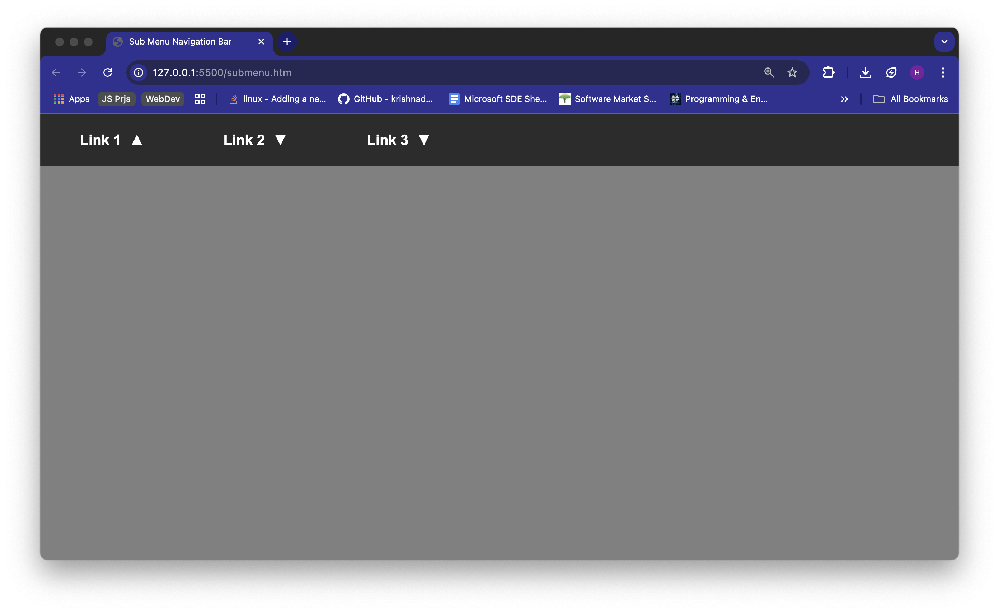 Sub Menu Navigation Bar
127.0.0.1:5500/submenu.htm
H
Apps JS Prjs WebDev linux - Adding a ne... GitHub - krishnad... Microsoft SDE She... SF Software Market S... Programming & En... All Bookmarks
Link 1 ▲ Link 2 ▼ Link 3 ▼